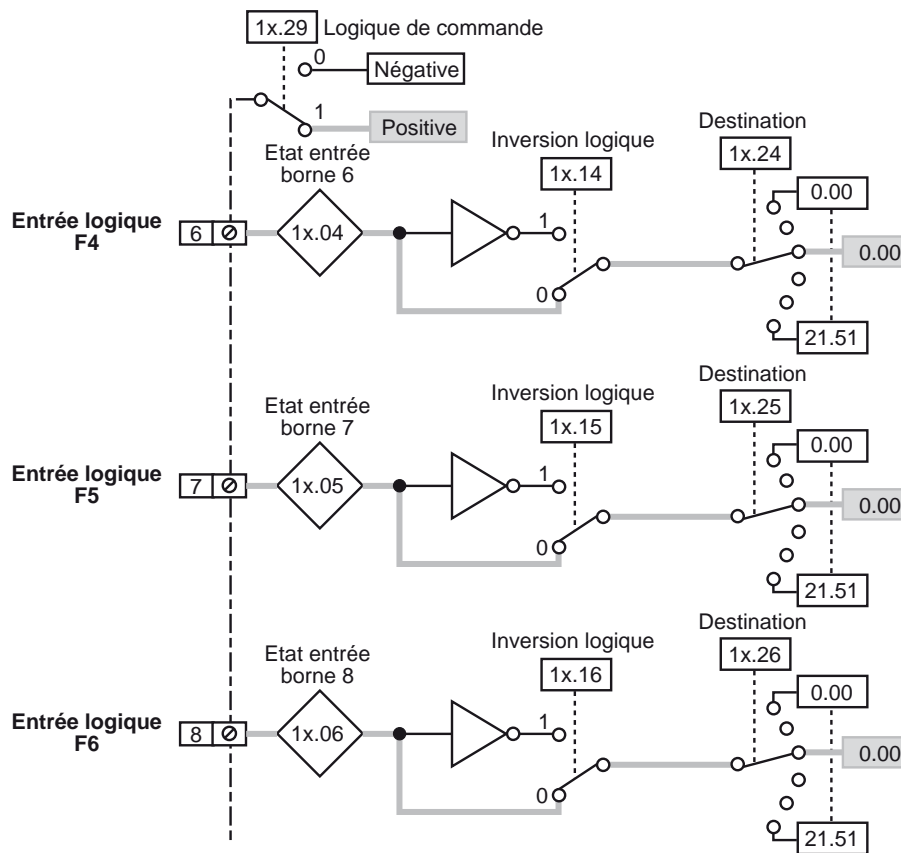 1x.29 Logique de commande
0
Négative
1
Positive
Etat entrée
borne 6
Inversion logique
Destination
1x.14
1x.24
Entrée logique
F4
6
1x.04
1
0
0.00
0.00
21.51
Etat entrée
borne 7
Inversion logique
Destination
1x.15
1x.25
Entrée logique
F5
7
1x.05
1
0
0.00
0.00
21.51
Etat entrée
borne 8
Inversion logique
Destination
1x.16
1x.26
Entrée logique
F6
8
1x.06
1
0
0.00
0.00
21.51